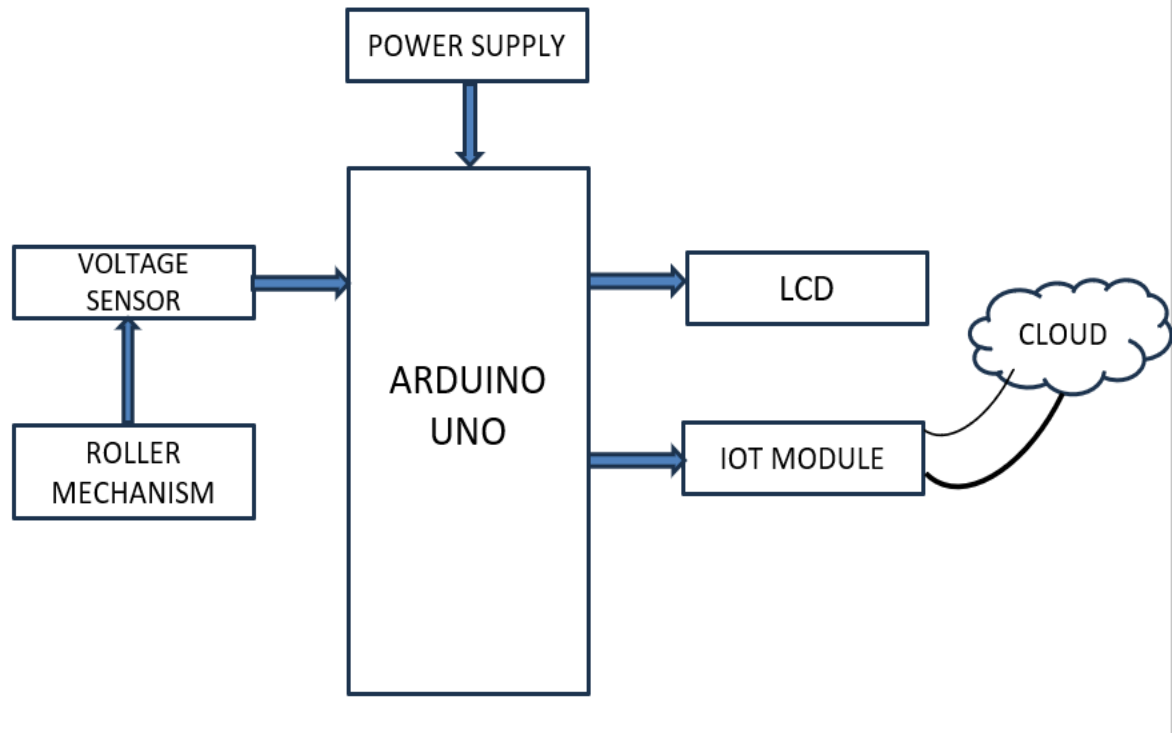 POWER SUPPLY
VOLTAGE
SENSOR
ROLLER
MECHANISM
ARDUINO
UNO
LCD
IOT MODULE
CLOUD